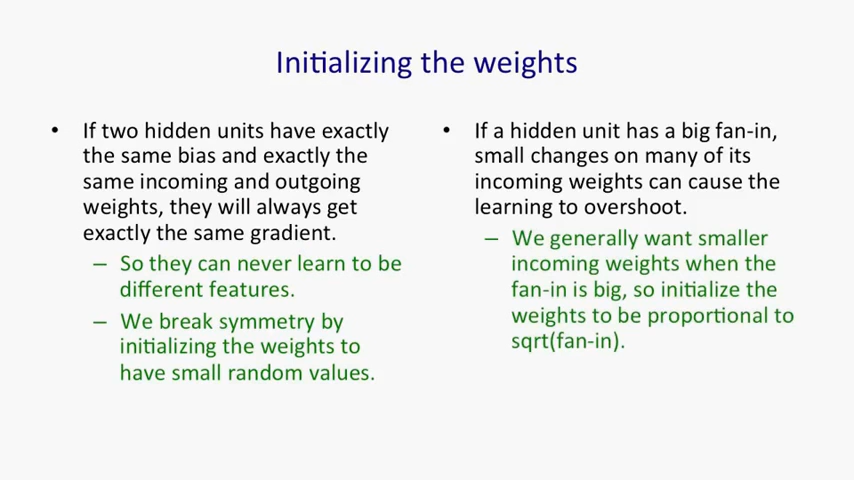 Initializing the weights
• If two hidden units have exactly
the same bias and exactly the
same incoming and outgoing
weights, they will always get
exactly the same gradient.
– So they can never learn to be
different features.
– We break symmetry by
initializing the weights to
have small random values.
• If a hidden unit has a big fan-in,
small changes on many of its
incoming weights can cause the
learning to overshoot.
– We generally want smaller
incoming weights when the
fan-in is big, so initialize the
weights to be proportional to
sqrt(fan-in).